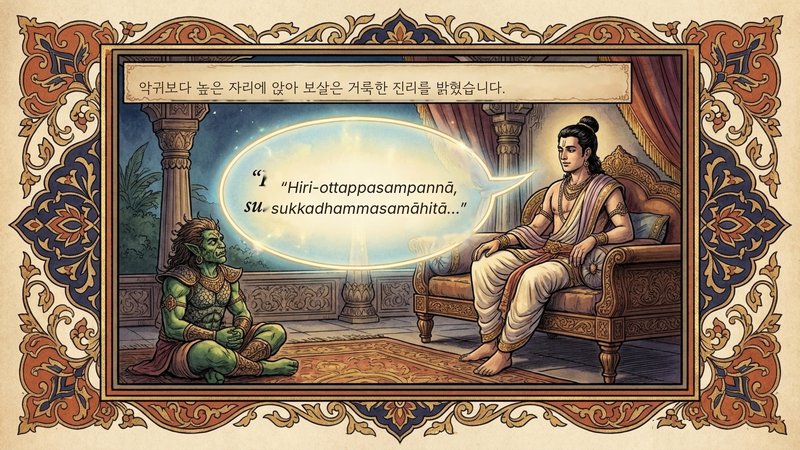 악귀보다 높은 자리에 앉아 보살은 거룩한 진리를 밝혔습니다.
“Hiri-ottappasampannā,
su. sukkadhammasamāhitā...”